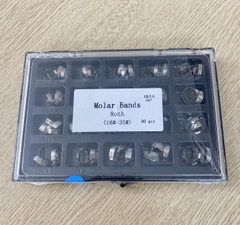 Molar Bands
Roth
(16#-35#)
80 pcs